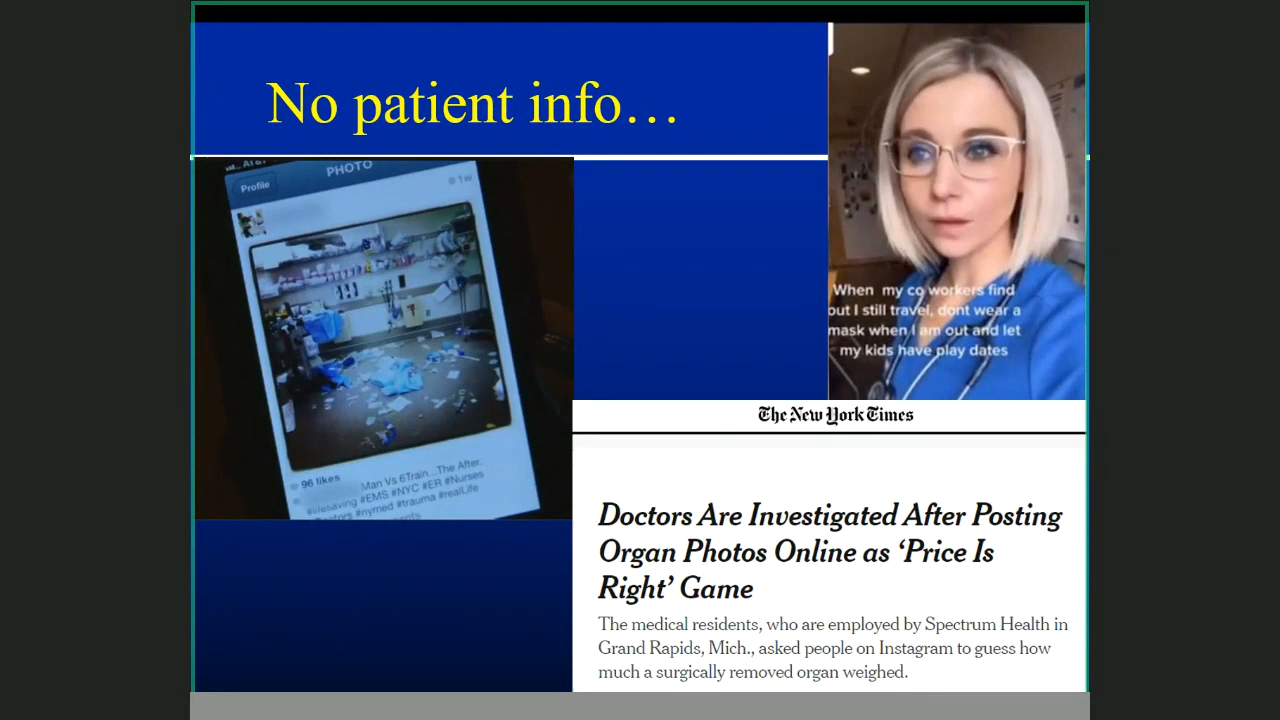 No patient info…
PHOTO
Profile
1w
96 likes
Man Vs 6Train...The After.
#lifesaving #EMS #NYC #ER #Nurses
#nymed #trauma #realLife
When my co workers find
out I still travel, dont wear a
mask when I am out and let
my kids have play dates
The New York Times
Doctors Are Investigated After Posting
Organ Photos Online as ‘Price Is
Right’ Game
The medical residents, who are employed by Spectrum Health in
Grand Rapids, Mich., asked people on Instagram to guess how
much a surgically removed organ weighed.